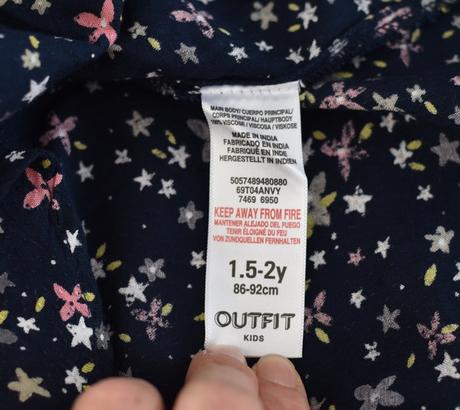 MAIN BODY/ CUERPO PRINCIPAL/
CORPS PRINCIPAL / HAUPTBODY
100% VISCOSE / VISCOSA / VISKOSE
MADE IN INDIA
FABRICADO EN INDIA
FABRIQUÉ EN INDE
HERGESTELLT IN INDIEN
5057489480880
69T04ANVY
7469 6950
KEEP AWAY FROM FIRE
MANTENER ALEJADO DEL FUEGO
TENIR ÉLOIGNÉ DU FEU
VON ZUNDQUELLEN FERNHALTEN
1.5-2y
86-92cm
OUTFIT
KIDS